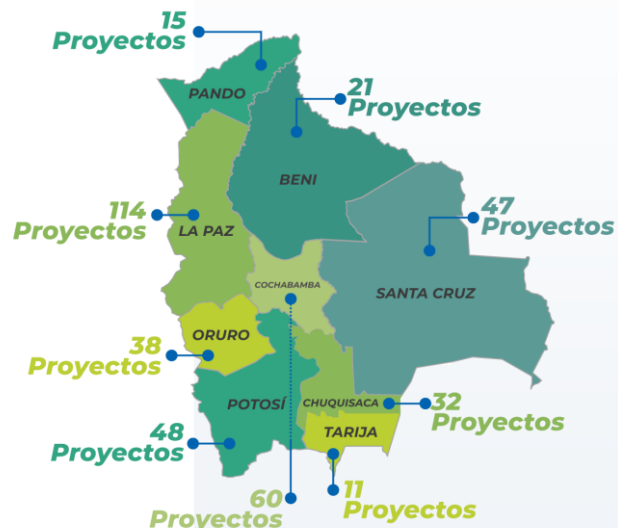 15
Proyectos
PANDO
21
Proyectos
BENI
114
Proyectos
LA PAZ
47
Proyectos
COCHABAMBA
SANTA CRUZ
ORURO
38
Proyectos
POTOSÍ
CHUQUISACA
32
Proyectos
TARIJA
48
Proyectos
60
Proyectos
11
Proyectos